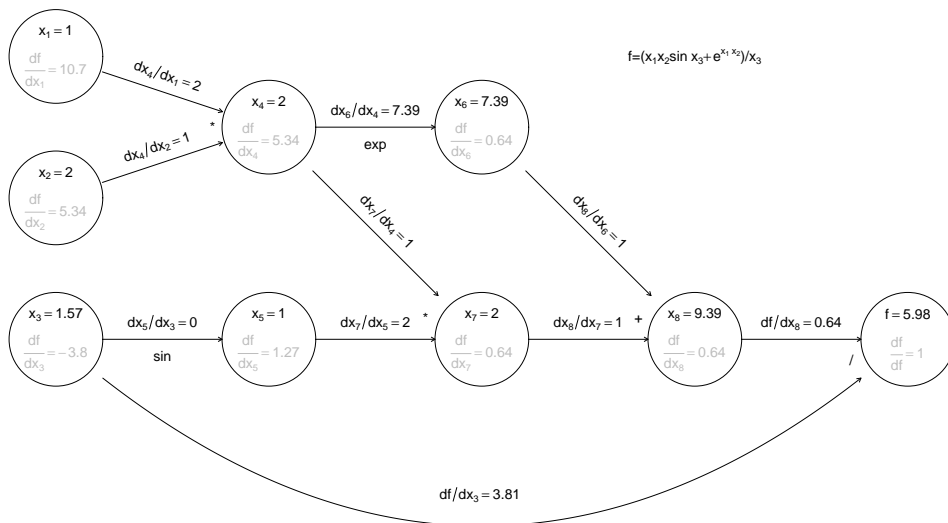 x₁=1
df
dx₁ =10.7
dx₄/dx₁=2
f=(x₁x₂sin x₃+e^(x₁ x₂))/x₃
x₄=2
*
df
dx₄ =5.34
dx₆/dx₄=7.39
exp
x₆=7.39
df
dx₆ =0.64
dx₄/dx₂=1
x₂=2
df
dx₂ =5.34
dx₇/dx₄=1
dx₈/dx₆=1
x₃=1.57
df
dx₃ =−3.8
dx₅/dx₃=0
sin
x₅=1
df
dx₅ =1.27
dx₇/dx₅=2
*
x₇=2
df
dx₇ =0.64
dx₈/dx₇=1
+
x₈=9.39
df
dx₈ =0.64
df/dx₈=0.64
/
f=5.98
df
df =1
df/dx₃=3.81